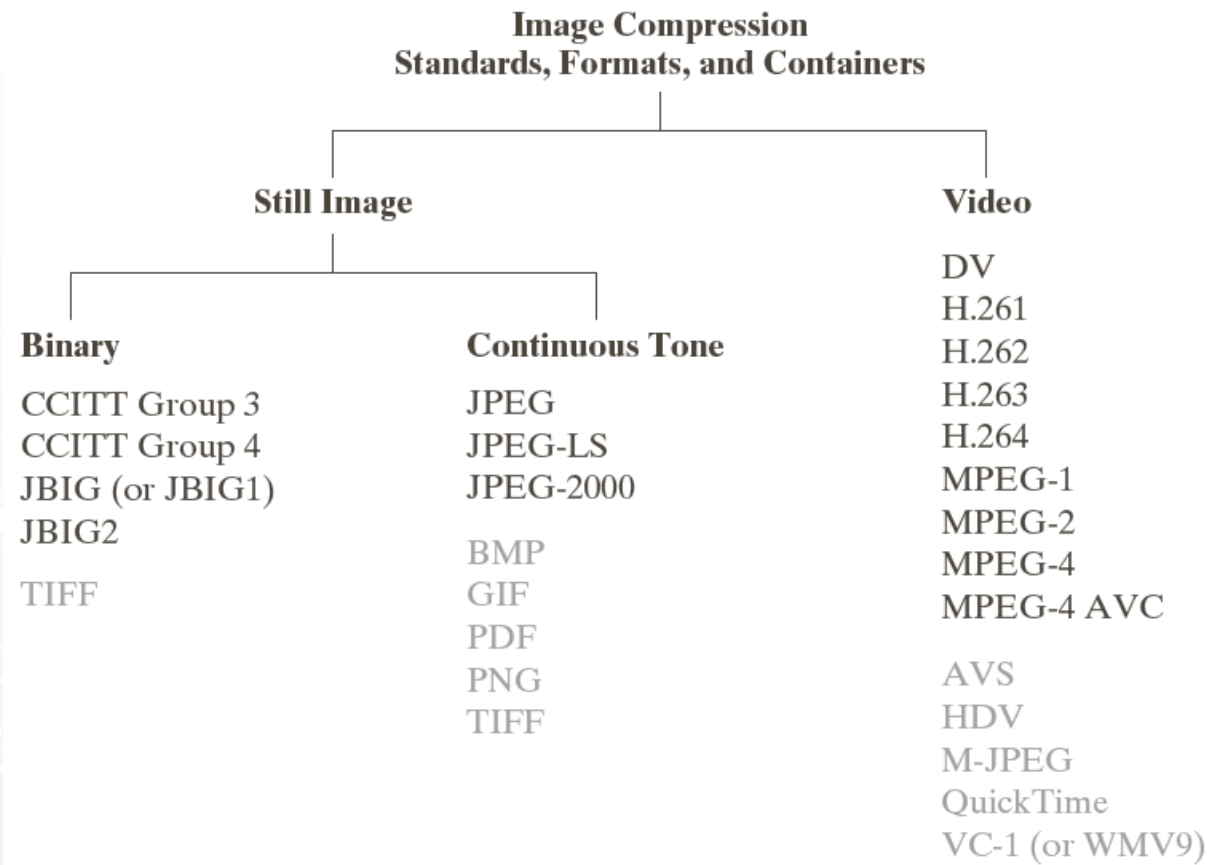 Image Compression
Standards, Formats, and Containers
Still Image
Binary
CCITT Group 3
CCITT Group 4
JBIG (or JBIG1)
JBIG2
TIFF
Continuous Tone
JPEG
JPEG-LS
JPEG-2000
BMP
GIF
PDF
PNG
TIFF
Video
DV
H.261
H.262
H.263
H.264
MPEG-1
MPEG-2
MPEG-4
MPEG-4 AVC
AVS
HDV
M-JPEG
QuickTime
VC-1 (or WMV9)